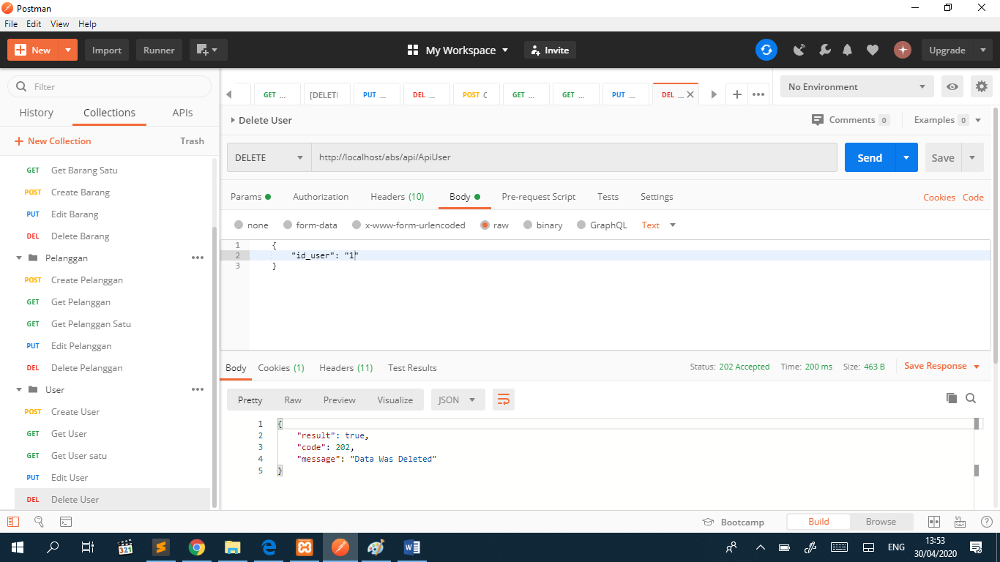 Postman
File Edit View Help
New Import Runner My Workspace Invite Upgrade
Filter
History Collections APIs
New Collection Trash
GET Get Barang Satu
POST Create Barang
PUT Edit Barang
DEL Delete Barang
Pelanggan
POST Create Pelanggan
GET Get Pelanggan
GET Get Pelanggan Satu
PUT Edit Pelanggan
DEL Delete Pelanggan
User
POST Create User
GET Get User
GET Get User satu
PUT Edit User
DEL Delete User
GET ... [DELETI PUT ... DEL ... POST C GET ... GET ... PUT ... DEL ...
No Environment
Delete User
Comments 0 Examples 0
DELETE http://localhost/abs/api/ApiUser Send Save
Params Authorization Headers (10) Body Pre-request Script Tests Settings Cookies Code
none form-data x-www-form-urlencoded raw binary GraphQL Text
1 {
2 "id_user": "1"
3 }
Body Cookies (1) Headers (11) Test Results Status: 202 Accepted Time: 200 ms Size: 463 B Save Response
Pretty Raw Preview Visualize JSON
1 {
2 "result": true,
3 "code": 202,
4 "message": "Data Was Deleted"
5 }
Bootcamp Build Browse
321
ENG
13:53
30/04/2020